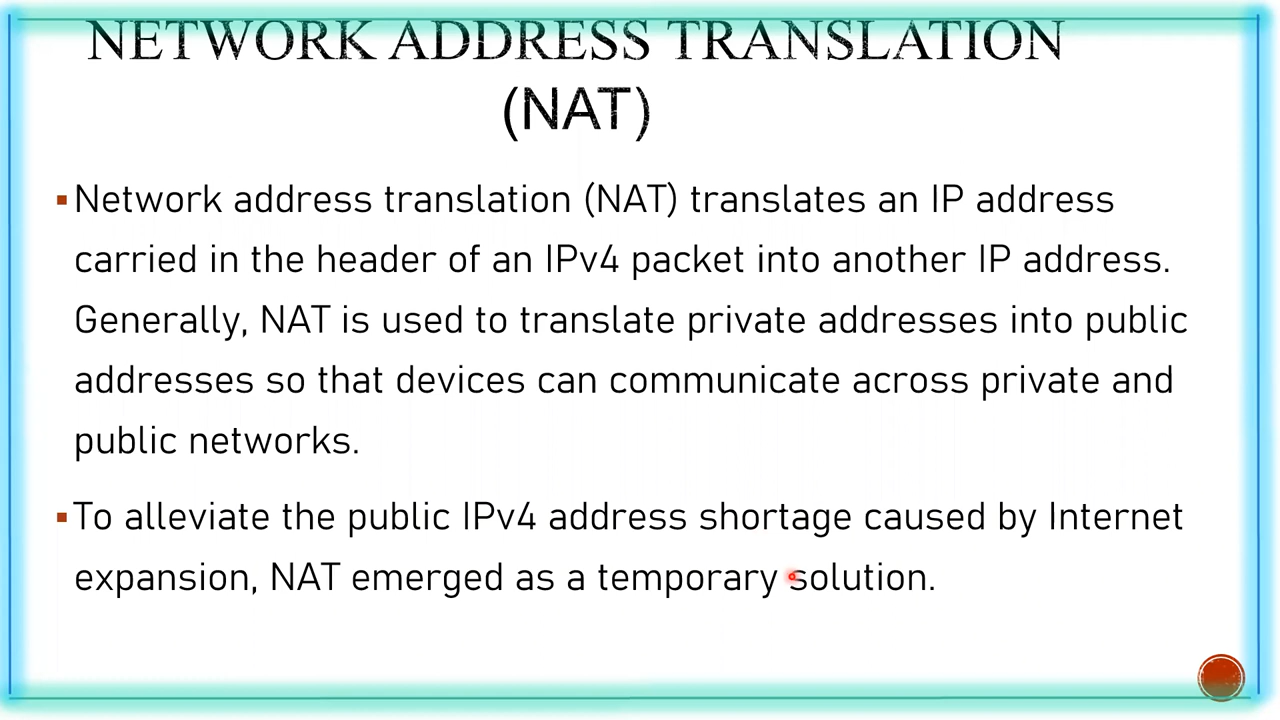 NETWORK ADDRESS TRANSLATION
(NAT)
▪Network address translation (NAT) translates an IP address
carried in the header of an IPv4 packet into another IP address.
Generally, NAT is used to translate private addresses into public
addresses so that devices can communicate across private and
public networks.
▪To alleviate the public IPv4 address shortage caused by Internet
expansion, NAT emerged as a temporary solution.